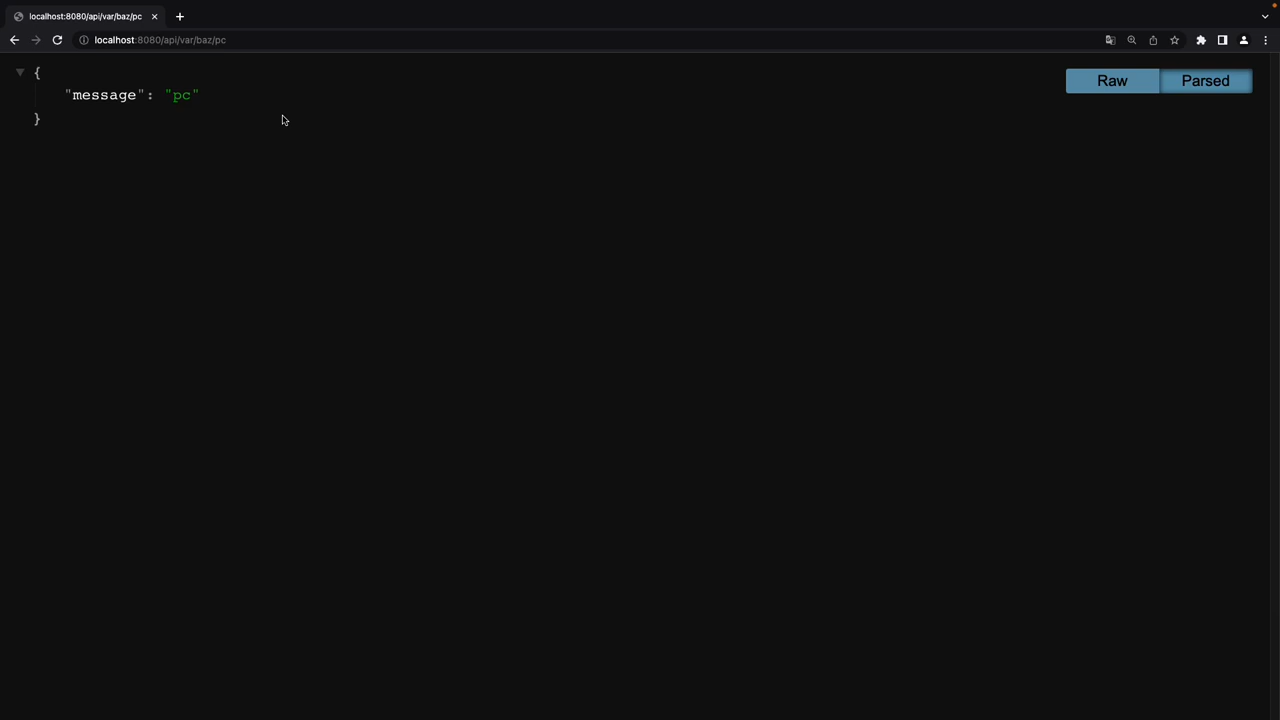 localhost:8080/api/var/baz/pc
localhost:8080/api/var/baz/pc
{
Raw
Parsed
"message": "pc"
}